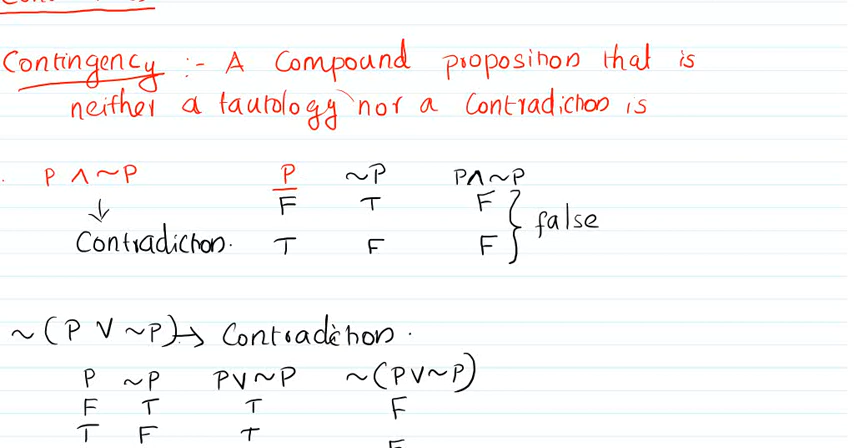 Contingency :- A Compound proposition that is
neither a tautology nor a Contradiction is
P ∧ ~P P ~P P∧~P
F T F
false
Contradiction. T F F
~(P ∨ ~P) → Contradiction.
P ~P P∨~P ~(P∨~P)
F T T F
T F T